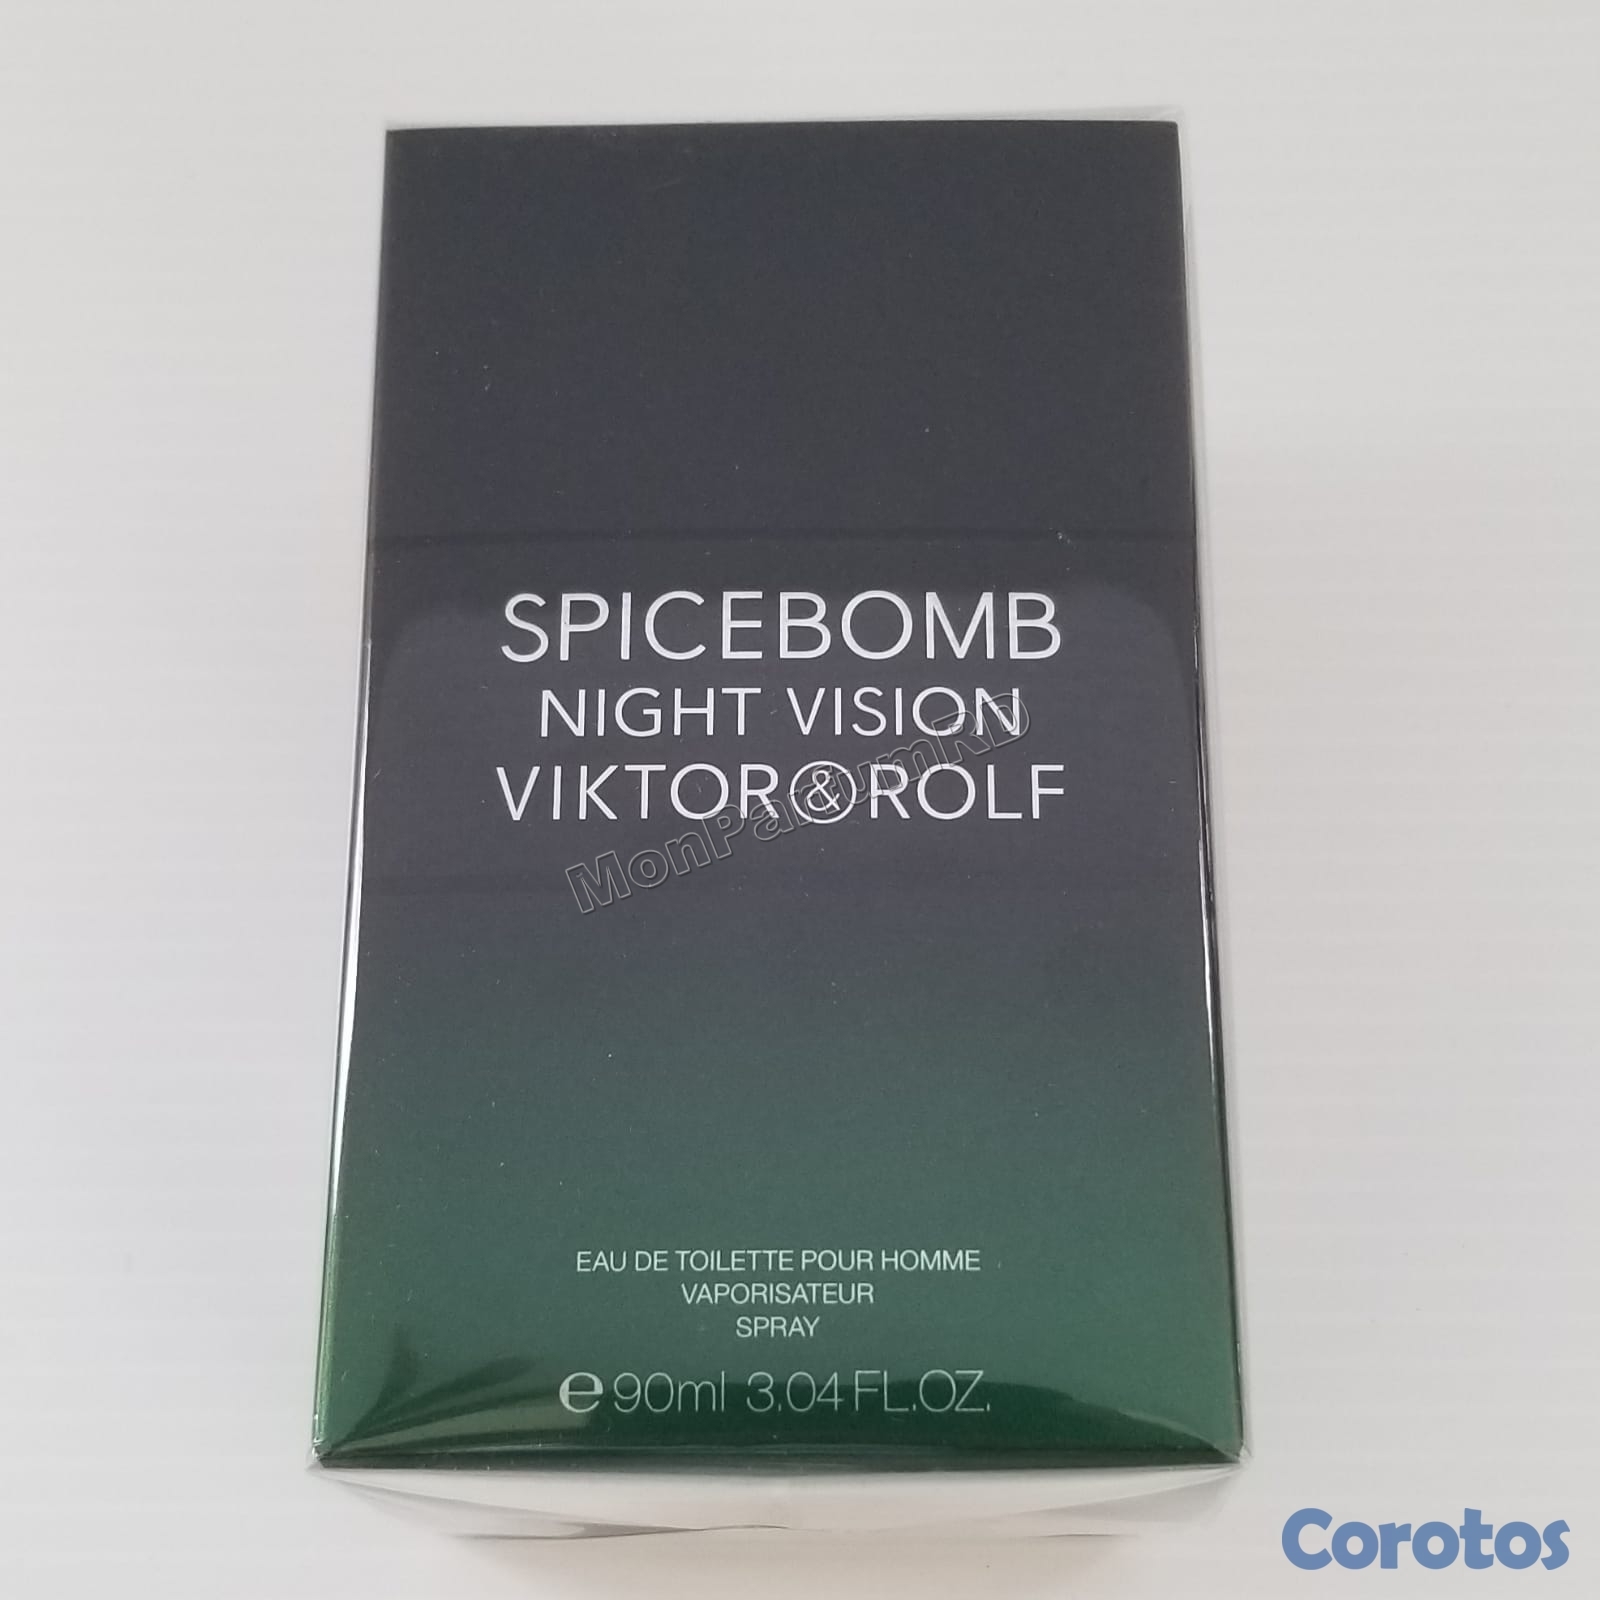 SPICEBOMB
NIGHT VISION
VIKTOR&ROLF
MonParfumRD
EAU DE TOILETTE POUR HOMME
VAPORISATEUR
SPRAY
e 90ml 3.04 FL.OZ.
Corotos